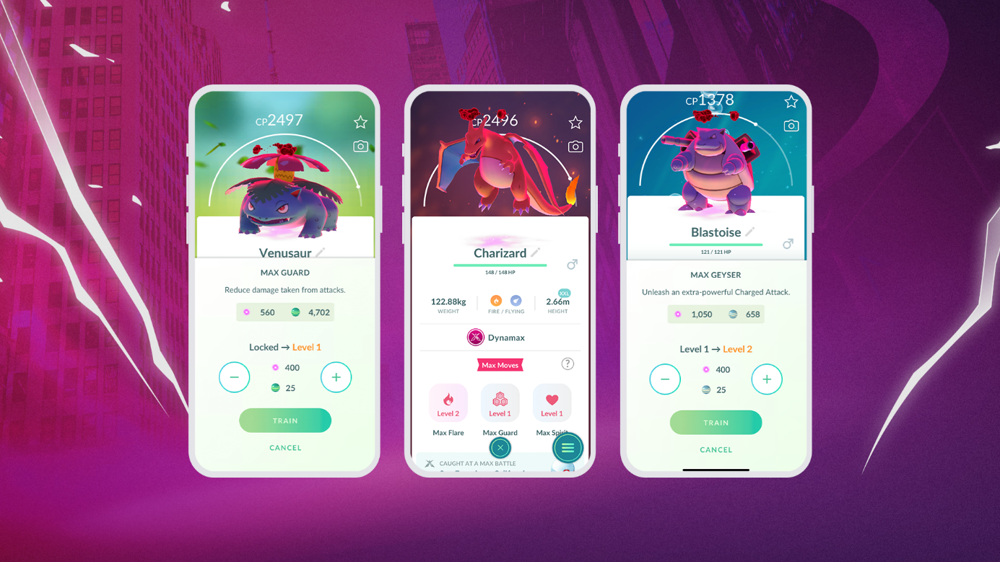 CP2497
Venusaur
MAX GUARD
Reduce damage taken from attacks.
560 4,702
Locked → Level 1
400
25
TRAIN
CANCEL
CP2496
Charizard
148 / 148 HP
XXL
122.88kg 2.66m
WEIGHT FIRE / FLYING HEIGHT
Dynamax
Max Moves ?
Level 2 Level 1 Level 1
Max Flare Max Guard Max Spirit
CAUGHT AT A MAX BATTLE
CP1378
Blastoise
121 / 121 HP
MAX GEYSER
Unleash an extra-powerful Charged Attack.
1,050 658
Level 1 → Level 2
400
25
TRAIN
CANCEL